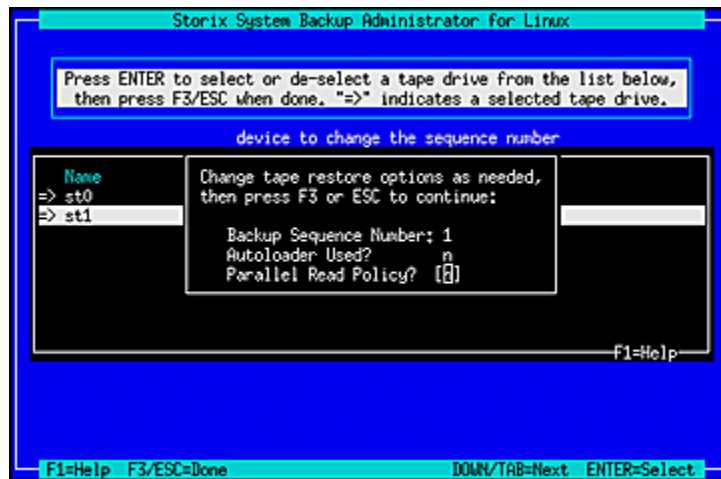 Storix System Backup Administrator for Linux
Press ENTER to select or de-select a tape drive from the list below,
then press F3/ESC when done. "=>" indicates a selected tape drive.
device to change the sequence number
Name
=> st0
=> st1
Change tape restore options as needed,
then press F3 or ESC to continue:
Backup Sequence Number: 1
Autoloader Used? n
Parallel Read Policy? [ ]
F1=Help
F1=Help F3/ESC=Done DOWN/TAB=Next ENTER=Select